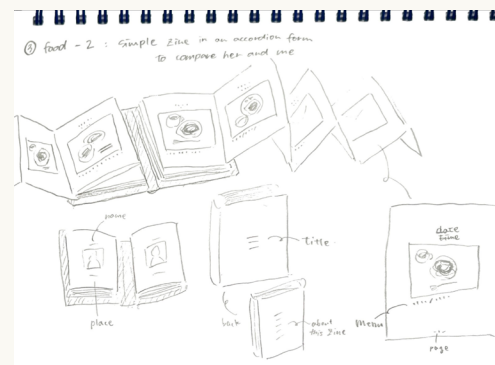 ③ food - 2 : simple zine in an accordion form
to compare her and me
name
place
title
back
about
this zine
date
time
Menu
page